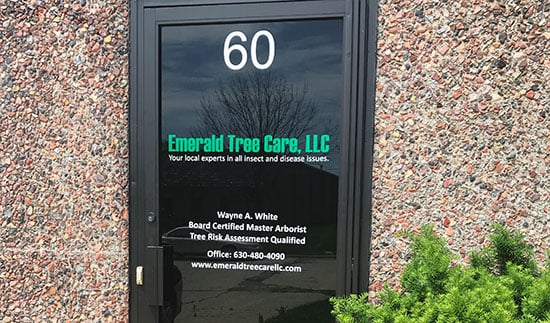 60
Emerald Tree Care, LLC
Your local experts in all insect and disease issues.
Wayne A. White
Board Certified Master Arborist
Tree Risk Assessment Qualified
Office: 630-480-4090
www.emeraldtreecarellc.com